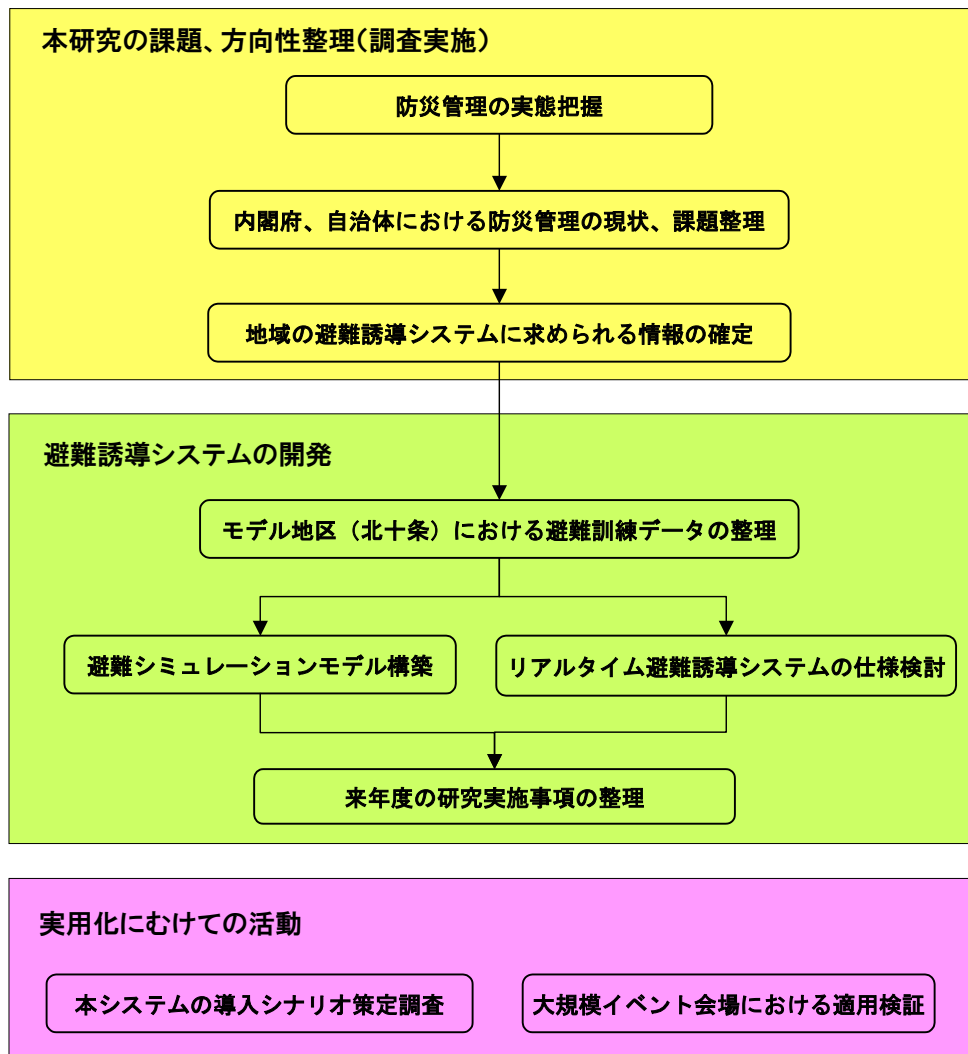 本研究の課題、方向性整理（調査実施）
防災管理の実態把握
内閣府、自治体における防災管理の現状、課題整理
地域の避難誘導システムに求められる情報の確定
避難誘導システムの開発
モデル地区（北十条）における避難訓練データの整理
避難シミュレーションモデル構築
リアルタイム避難誘導システムの仕様検討
来年度の研究実施事項の整理
実用化にむけての活動
本システムの導入シナリオ策定調査
大規模イベント会場における適用検証